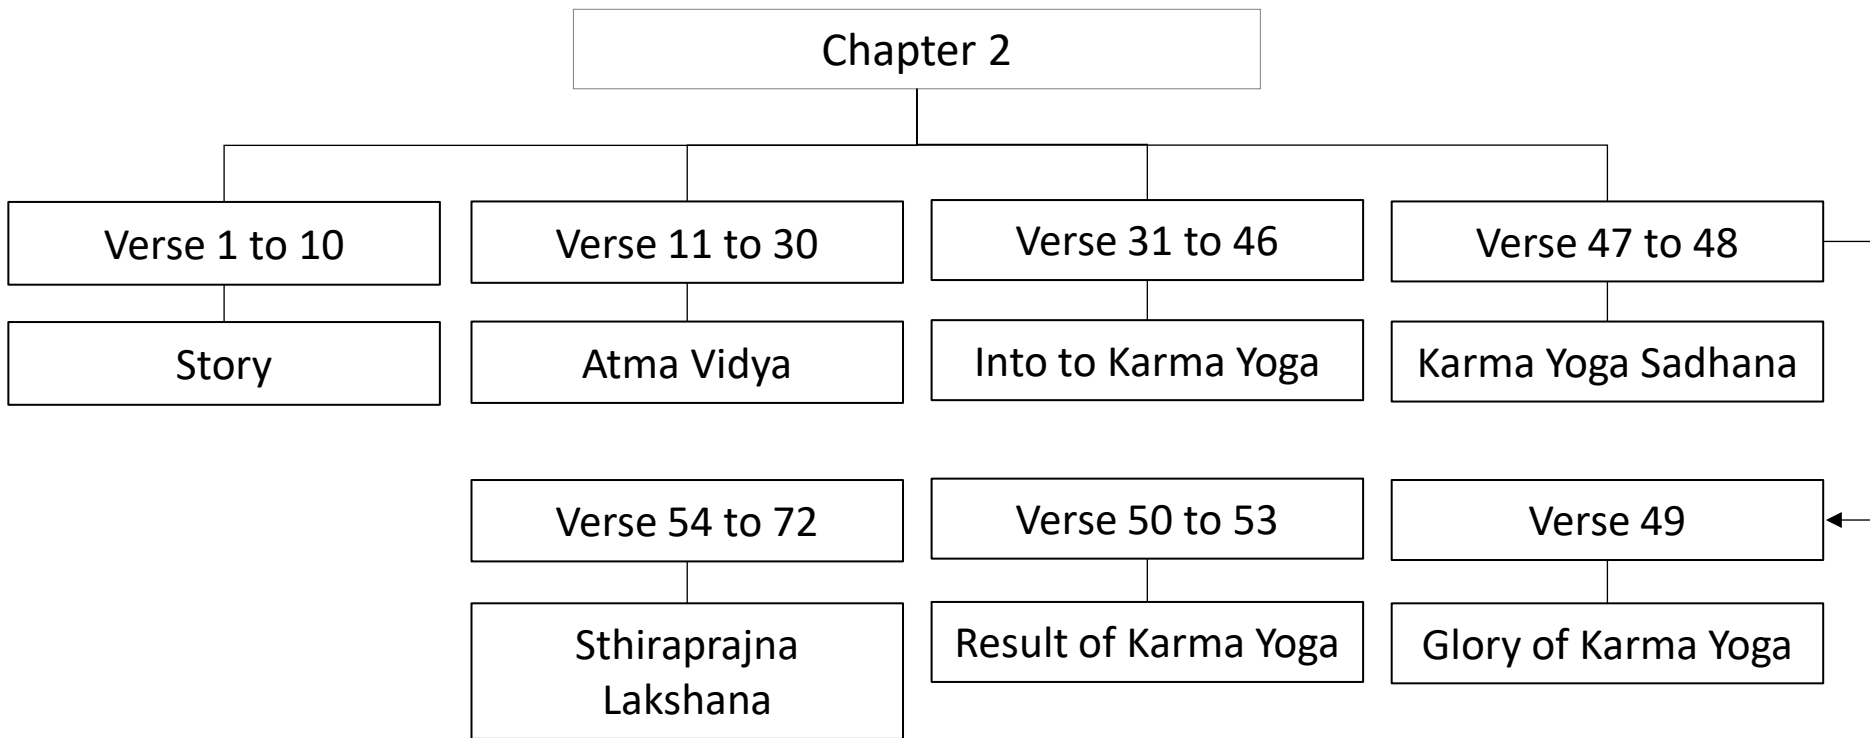 Chapter 2
Verse 1 to 10
Verse 11 to 30
Verse 31 to 46
Verse 47 to 48
Story
Atma Vidya
Into to Karma Yoga
Karma Yoga Sadhana
Verse 54 to 72
Verse 50 to 53
Verse 49
Sthiraprajna
Lakshana
Result of Karma Yoga
Glory of Karma Yoga